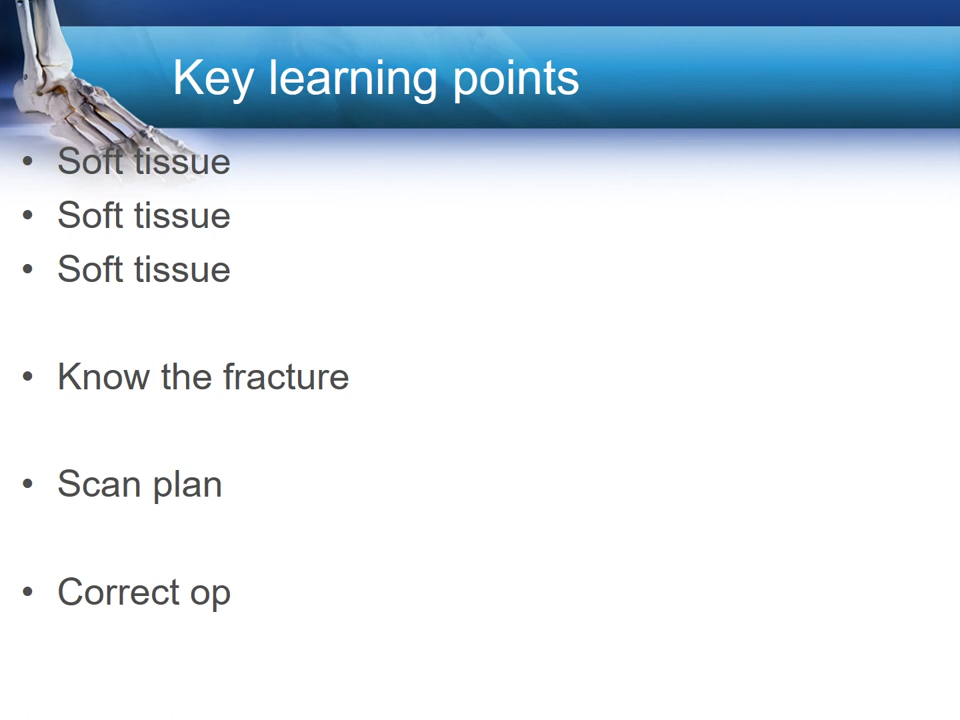 Key learning points
• Soft tissue
• Soft tissue
• Soft tissue
• Know the fracture
• Scan plan
• Correct op